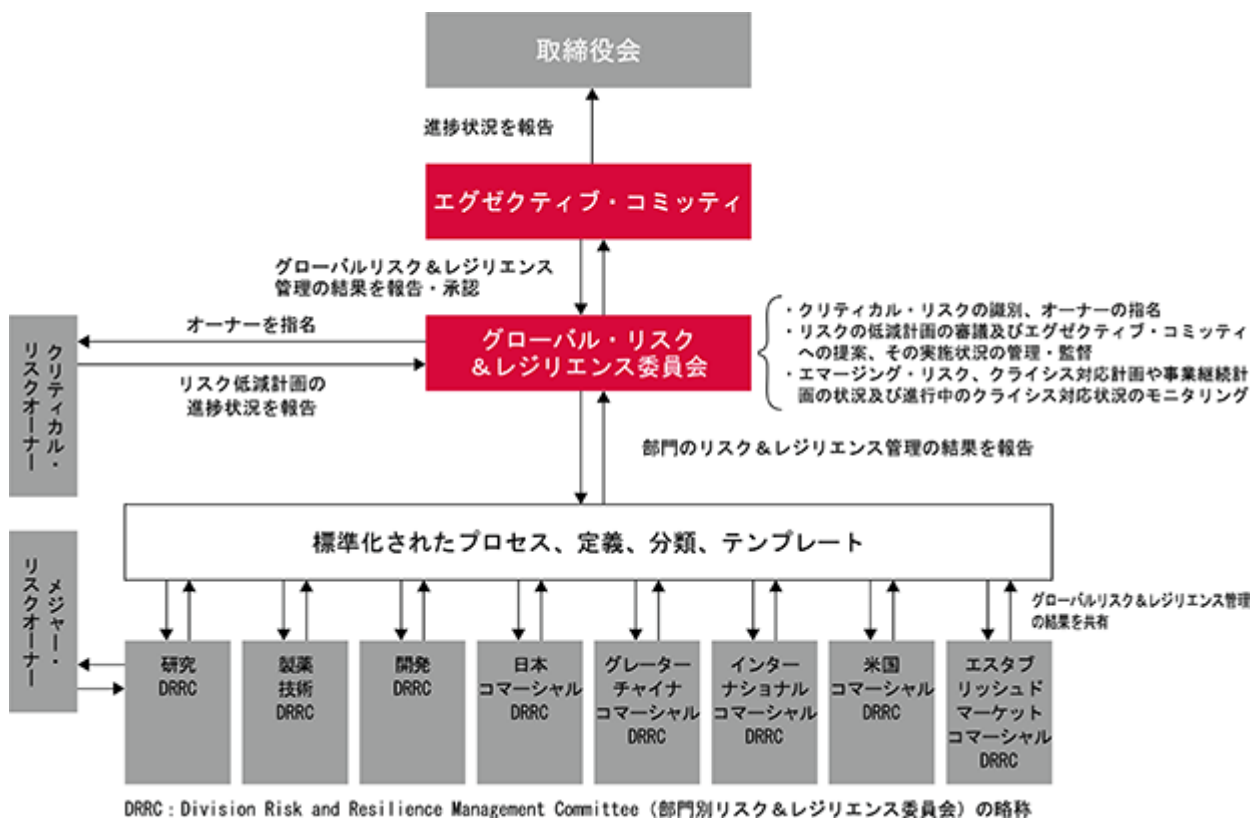 取締役会
進捗状況を報告
エグゼクティブ・コミッティ
グローバルリスク＆レジリエンス
管理の結果を報告・承認
オーナーを指名
リスク低減計画の
進捗状況を報告
クリティカル・
リスクオーナー
グローバル・リスク
＆レジリエンス委員会
・クリティカル・リスクの識別、オーナーの指名
・リスクの低減計画の審議及びエグゼクティブ・コミッティ
への提案、その実施状況の管理・監督
・エマージング・リスク、クライシス対応計画や事業継続計
画の状況及び進行中のクライシス対応状況のモニタリング
部門のリスク＆レジリエンス管理の結果を報告
標準化されたプロセス、定義、分類、テンプレート
メジャー・
リスクオーナー
グローバルリスク＆レジリエンス管理
の結果を共有
研究
DRRC
製薬
技術
DRRC
開発
DRRC
日本
コマーシャル
DRRC
グレーター
チャイナ
コマーシャル
DRRC
インター
ナショナル
コマーシャル
DRRC
米国
コマーシャル
DRRC
エスタブ
リッシュド
マーケット
コマーシャル
DRRC
DRRC：Division Risk and Resilience Management Committee（部門別リスク＆レジリエンス委員会）の略称